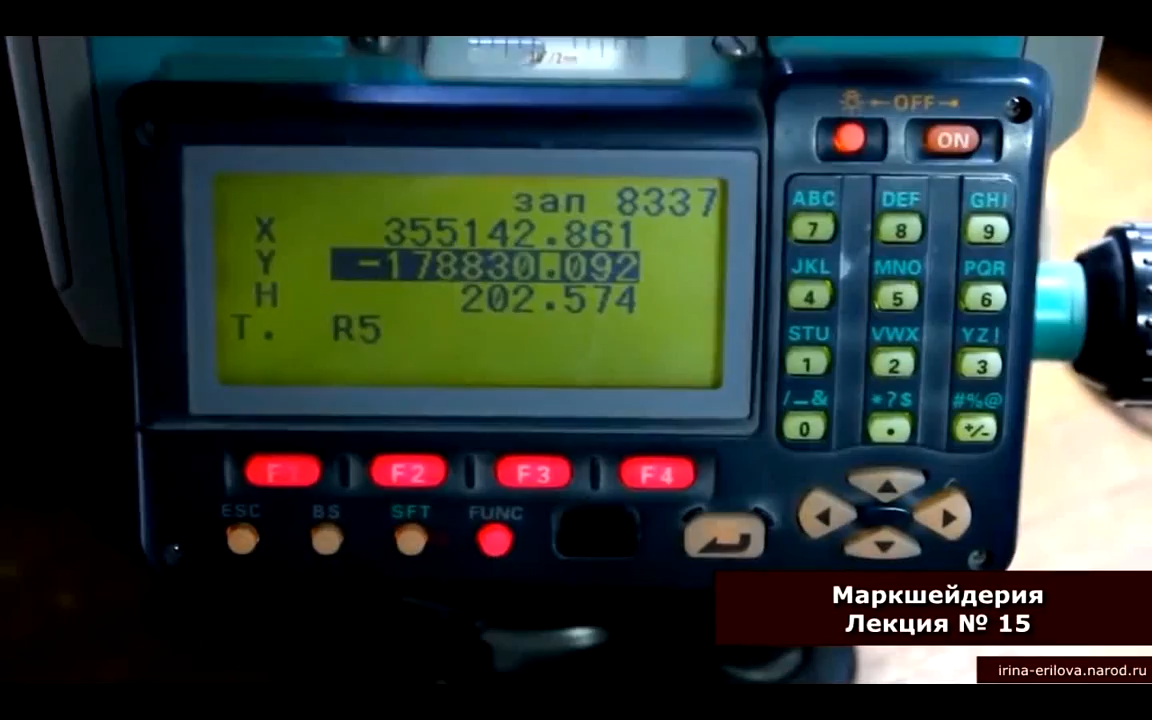 зап 8337
X 355142.861
Y -178830.092
H 202.574
Т. R5
←OFF→
ON
ABC DEF GHI
7 8 9
JKL MNO PQR
4 5 6
STU VWX YZ!
1 2 3
/_& *?$ #%@
0 . +/-
F1 F2 F3 F4
ESC BS SFT FUNC
Маркшейдерия
Лекция № 15
irina-erilova.narod.ru